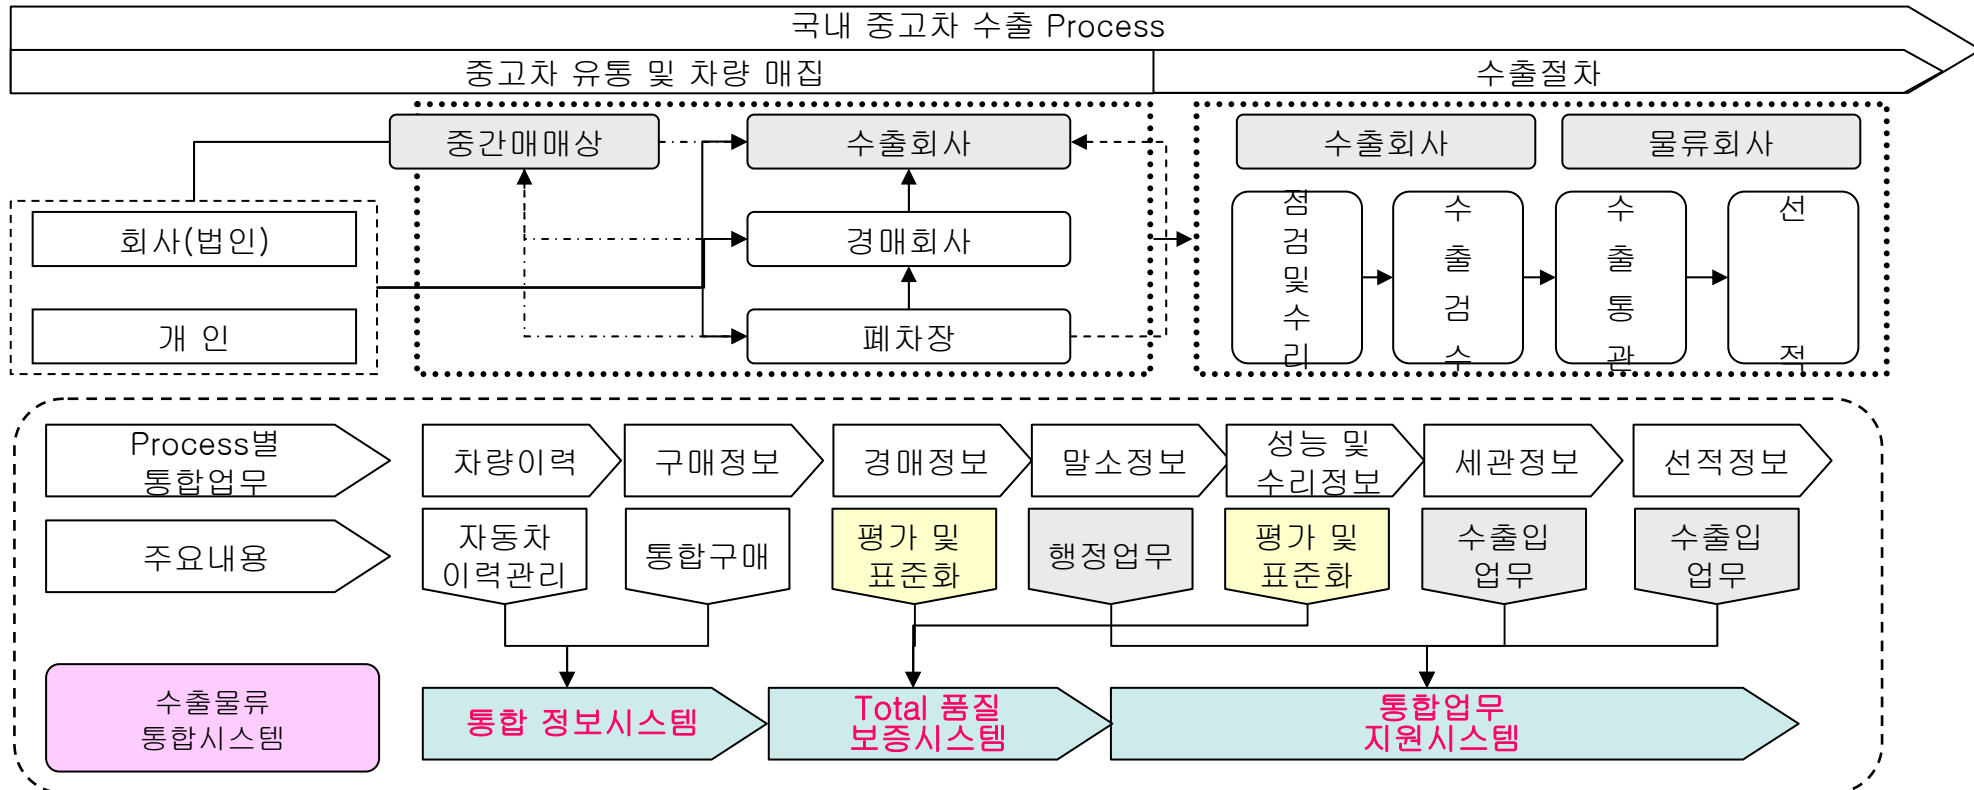 국내 중고차 수출 Process
중고차 유통 및 차량 매집
수출절차
중간매매상
수출회사
수출회사
물류회사
회사(법인)
경매회사
개 인
폐차장
점검및수리
수출검수
수출통관
선적
Process별
통합업무
차량이력
구매정보
경매정보
말소정보
성능 및
수리정보
세관정보
선적정보
주요내용
자동차
이력관리
통합구매
평가 및
표준화
행정업무
평가 및
표준화
수출입
업무
수출입
업무
수출물류
통합시스템
통합 정보시스템
Total 품질
보증시스템
통합업무
지원시스템